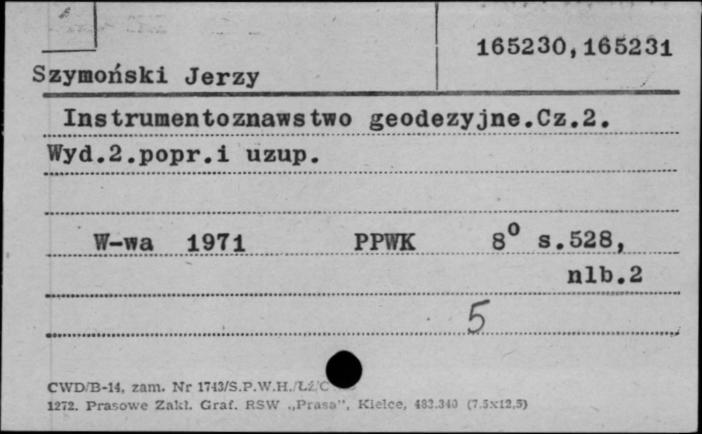 165230,165231
Szymoński Jerzy
Instrumentoznawstwo geodezyjne.Cz.2.
Wyd.2.popr.i uzup.
W-wa 1971 PPWK 8⁰ s.528,
nlb.2
5
CWD/B-14, zam. Nr 1743/S.P.W.H./Łź/C
1272. Prasowe Zakł. Graf. RSW „Prasa”, Kielce, 483.340 (7.5x12,5)